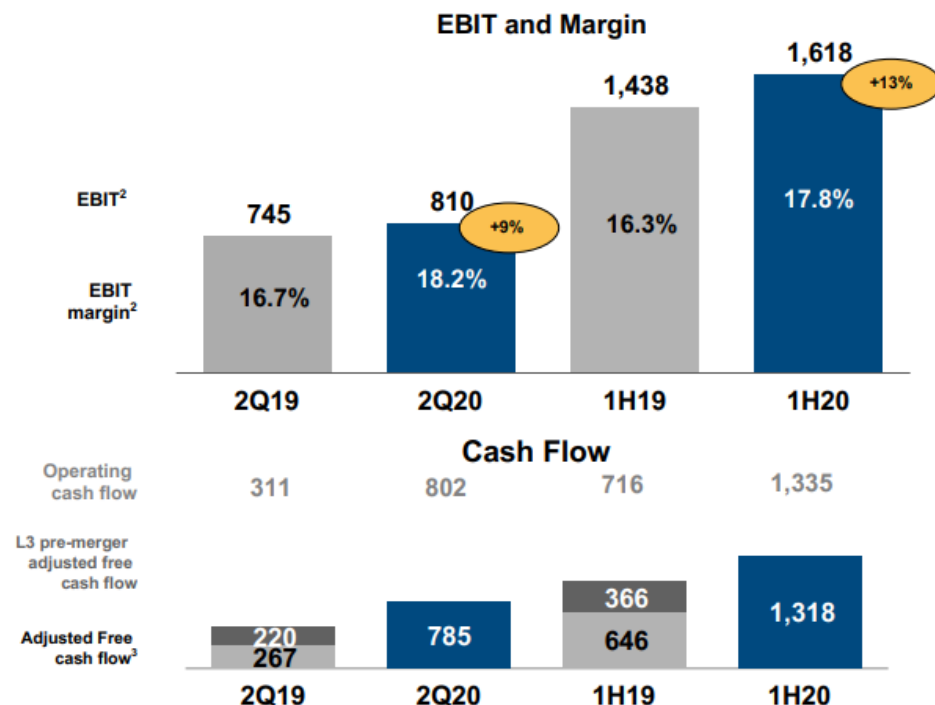 EBIT and Margin
1,618
+13%
1,438
EBIT2
745
810
+9%
16.3%
17.8%
EBIT
margin2
16.7%
18.2%
2Q19 2Q20 1H19 1H20
Cash Flow
Operating
cash flow
311 802 716 1,335
L3 pre-merger
adjusted free
cash flow
366
220
785
1,318
Adjusted Free
cash flow3
267
646
2Q19 2Q20 1H19 1H20